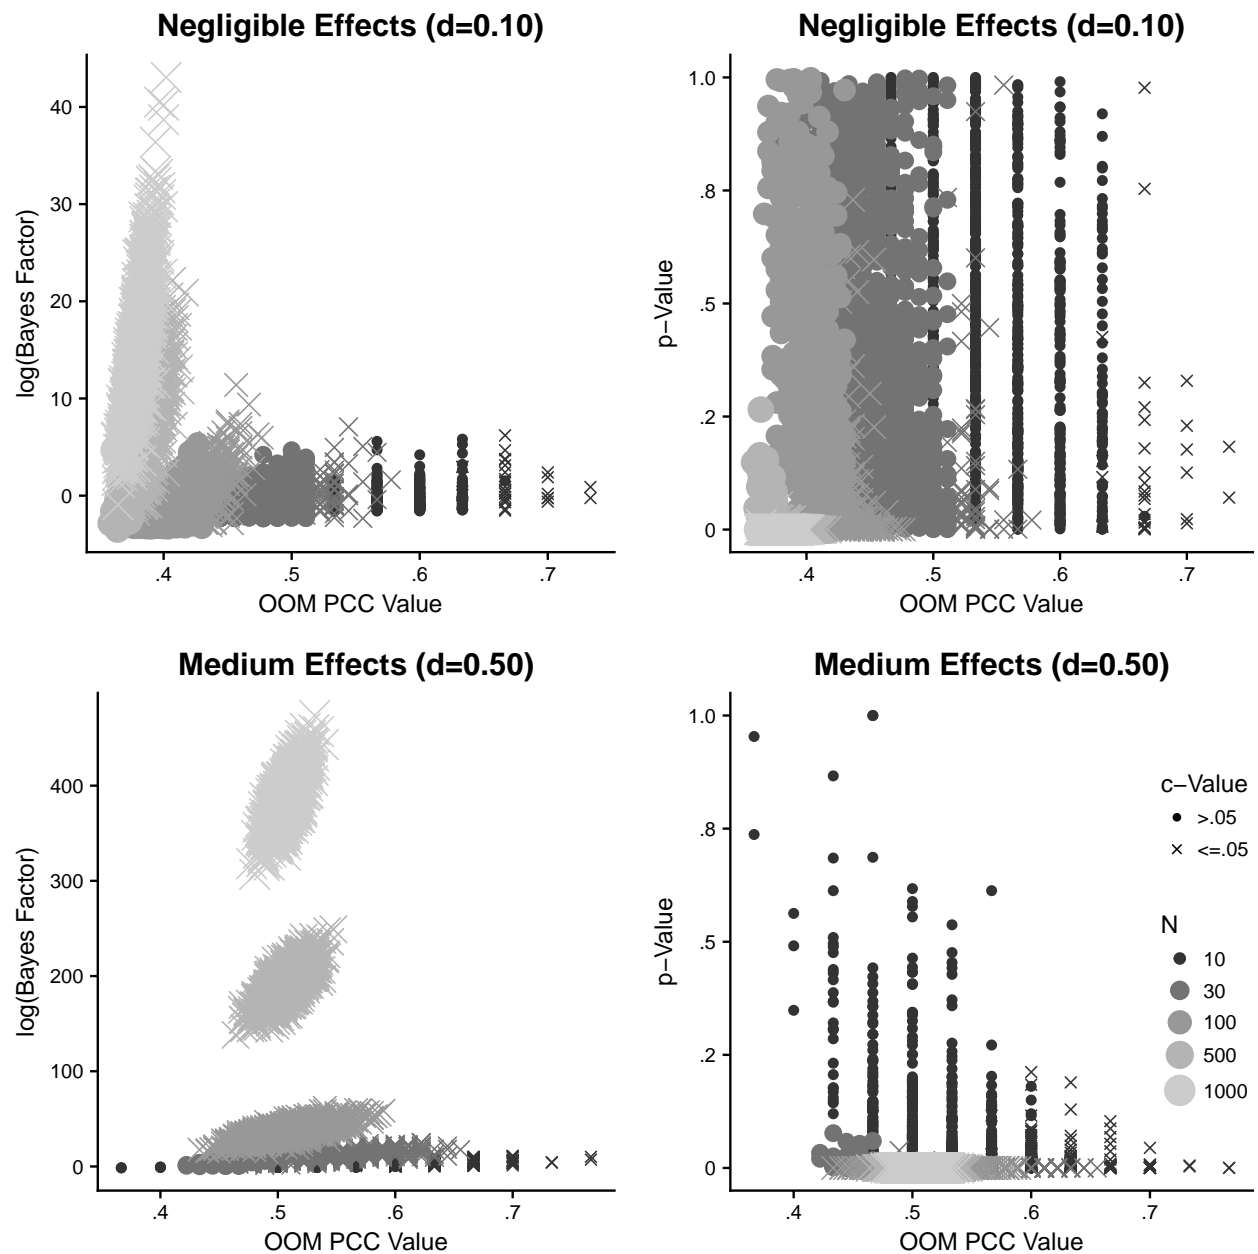 Negligible Effects (d=0.10)
log(Bayes Factor)
40
30
20
10
0
.4 .5 .6 .7
OOM PCC Value
Negligible Effects (d=0.10)
p−Value
1.0
.8
.5
.2
0
.4 .5 .6 .7
OOM PCC Value
Medium Effects (d=0.50)
log(Bayes Factor)
400
300
200
100
0
.4 .5 .6 .7
OOM PCC Value
Medium Effects (d=0.50)
p−Value
1.0
.8
.5
.2
0
.4 .5 .6 .7
OOM PCC Value
c−Value
>.05
<=.05
N
10
30
100
500
1000